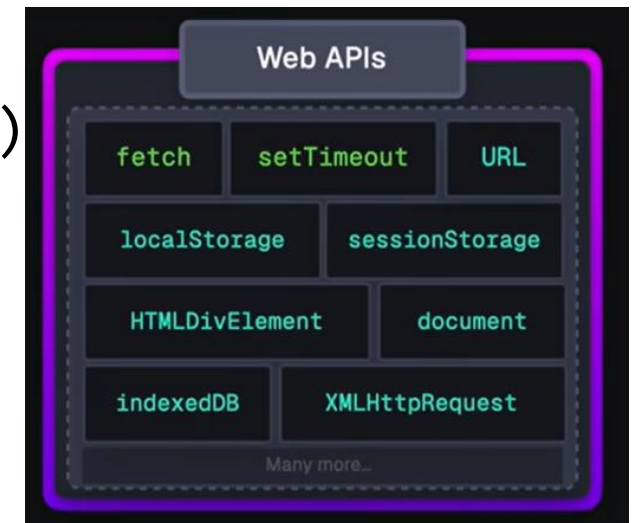 Web APIs
)
fetch setTimeout URL
localStorage sessionStorage
HTMLDivElement document
indexedDB XMLHttpRequest
Many more…